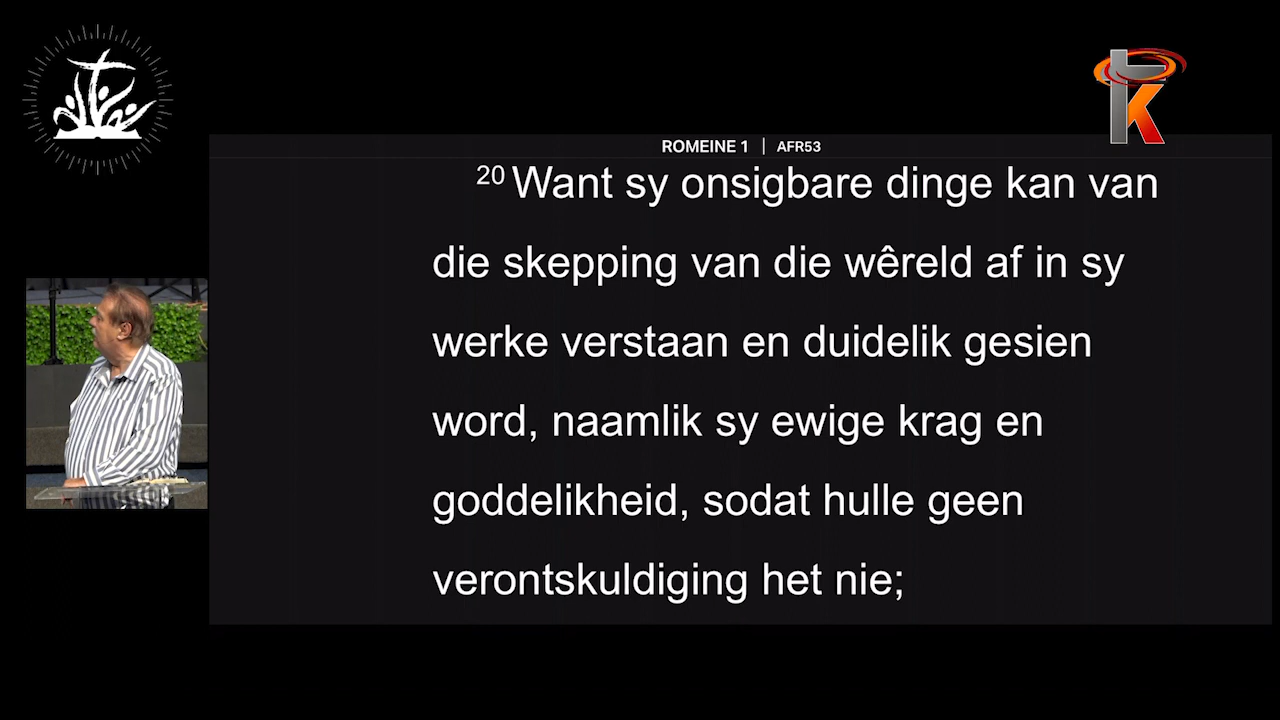 tk
ROMEINE 1 | AFR53
20 Want sy onsigbare dinge kan van
die skepping van die wêreld af in sy
werke verstaan en duidelik gesien
word, naamlik sy ewige krag en
goddelikheid, sodat hulle geen
verontskuldiging het nie;